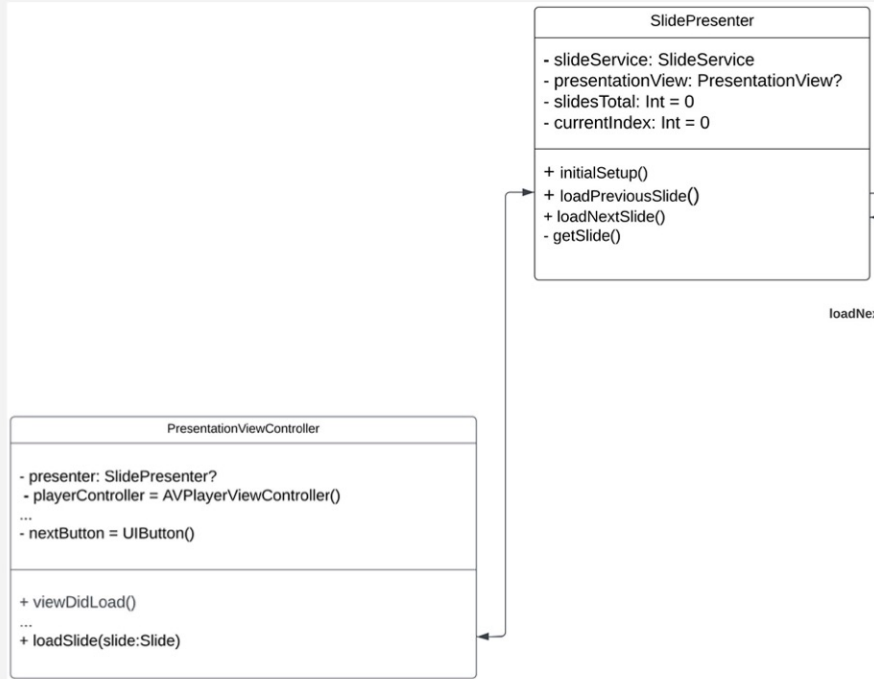 SlidePresenter
- slideService: SlideService
- presentationView: PresentationView?
- slidesTotal: Int = 0
- currentIndex: Int = 0
+ initialSetup()
+ loadPreviousSlide()
+ loadNextSlide()
- getSlide()
loadNe
PresentationViewController
- presenter: SlidePresenter?
- playerController = AVPlayerViewController()
...
- nextButton = UIButton()
+ viewDidLoad()
...
+ loadSlide(slide:Slide)